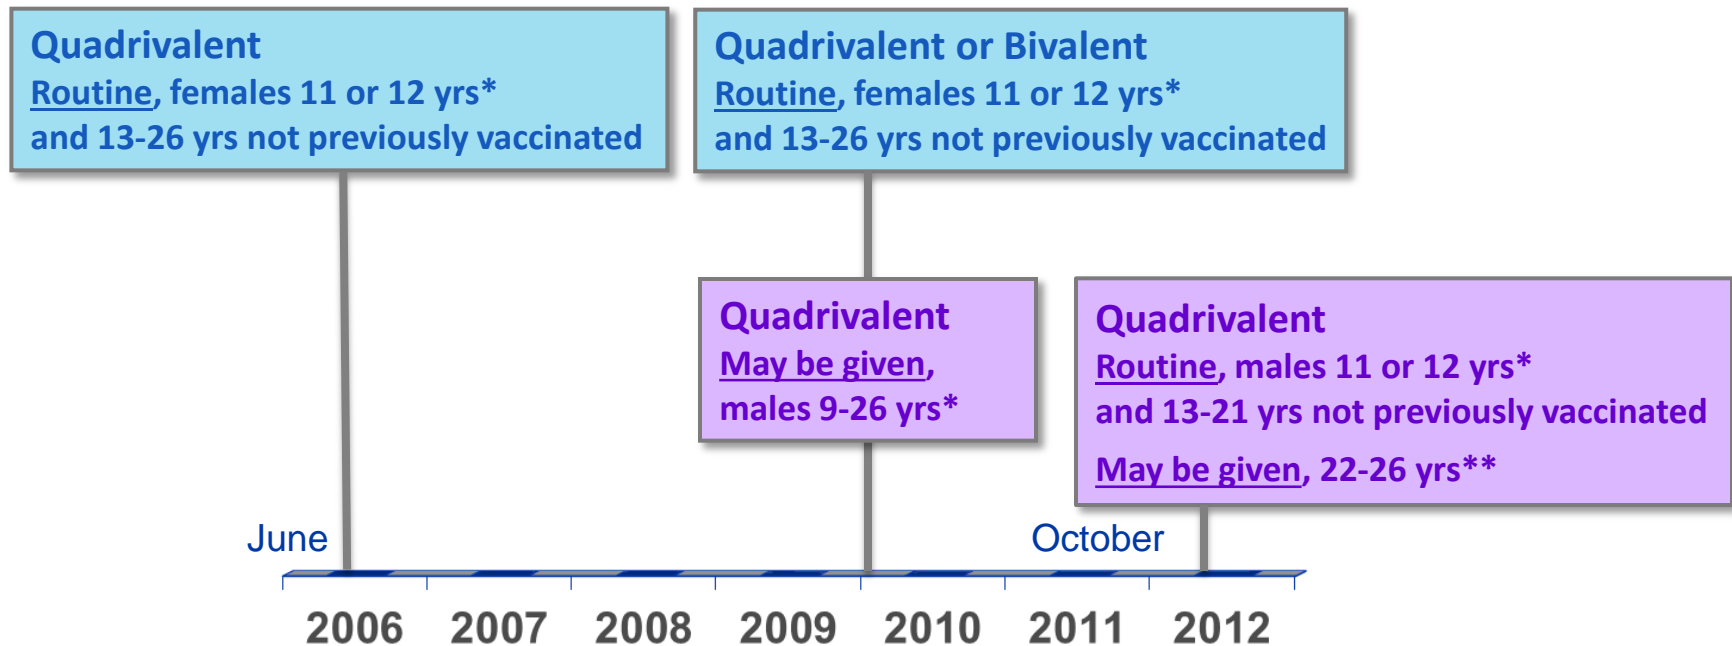 Quadrivalent
Routine, females 11 or 12 yrs*
and 13-26 yrs not previously vaccinated
Quadrivalent or Bivalent
Routine, females 11 or 12 yrs*
and 13-26 yrs not previously vaccinated
Quadrivalent
May be given,
males 9-26 yrs*
Quadrivalent
Routine, males 11 or 12 yrs*
and 13-21 yrs not previously vaccinated
May be given, 22-26 yrs**
June
October
2006 2007 2008 2009 2010 2011 2012